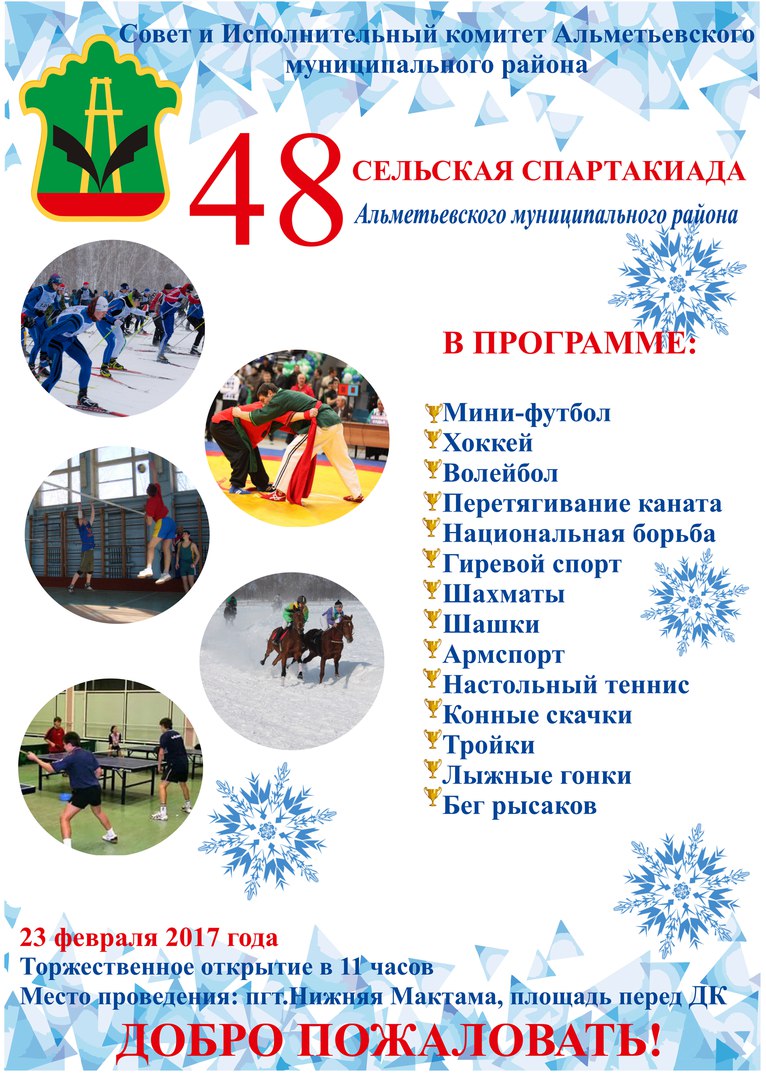 Совет и Исполнительный комитет Альметьевского
муниципального района
48 СЕЛЬСКАЯ СПАРТАКИАДА
Альметьевского муниципального района
В ПРОГРАММЕ:
Мини-футбол
Хоккей
Волейбол
Перетягивание каната
Национальная борьба
Гиревой спорт
Шахматы
Шашки
Армспорт
Настольный теннис
Конные скачки
Тройки
Лыжные гонки
Бег рысаков
23 февраля 2017 года
Торжественное открытие в 11 часов
Место проведения: пгт.Нижняя Мактама, площадь перед ДК
ДОБРО ПОЖАЛОВАТЬ!